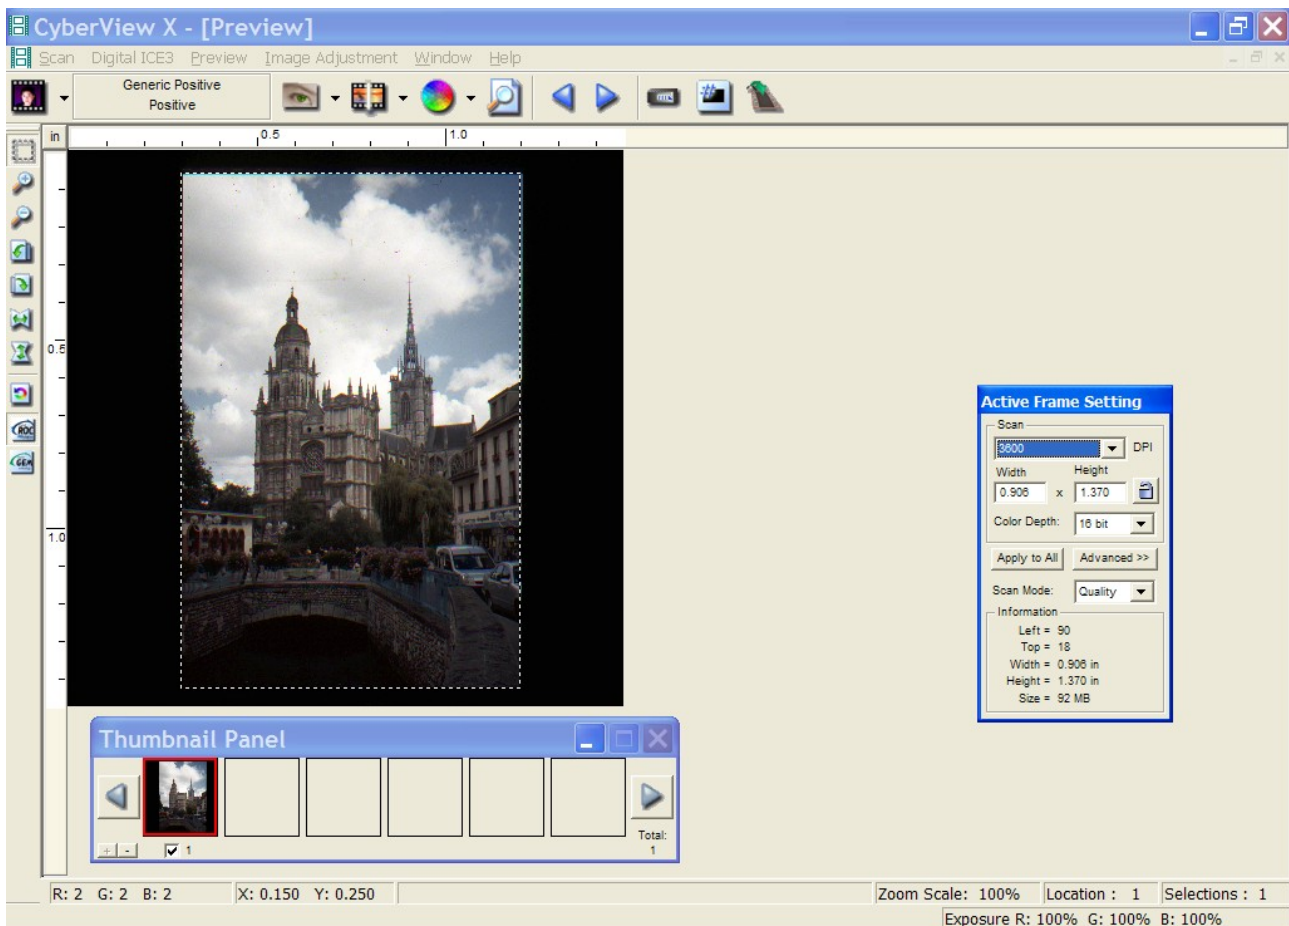 CyberView X - [Preview]
Scan Digital ICE3 Preview Image Adjustment Window Help
Generic Positive
Positive
in 0.5 1.0
0.5
1.0
ROC
GEM
Active Frame Setting
Scan
3600 DPI
Width Height
0.906 x 1.370
Color Depth: 16 bit
Apply to All Advanced >>
Scan Mode: Quality
Information
Left = 90
Top = 18
Width = 0.906 in
Height = 1.370 in
Size = 92 MB
Thumbnail Panel
Total:
+ - 1 1
R: 2 G: 2 B: 2 X: 0.150 Y: 0.250 Zoom Scale: 100% Location : 1 Selections : 1
Exposure R: 100% G: 100% B: 100%